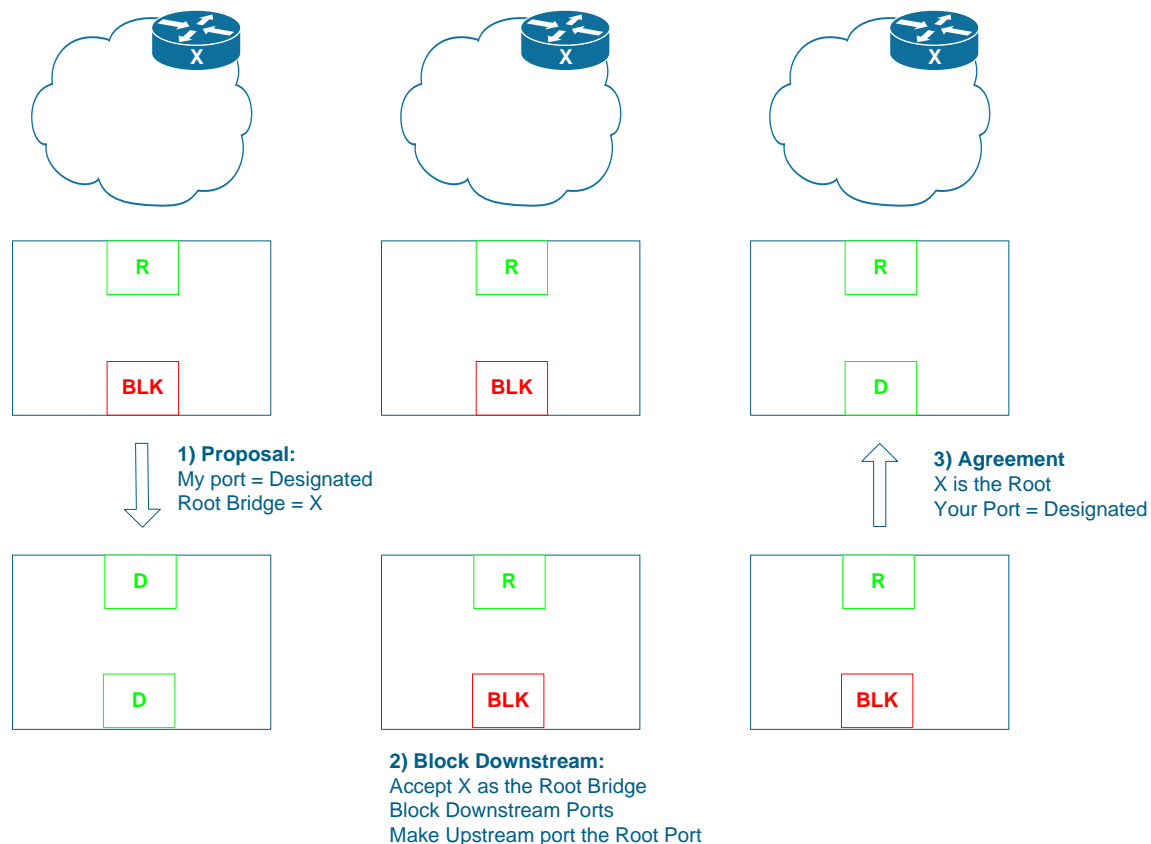 X
X
X
R
R
R
BLK
BLK
D
1) Proposal:
My port = Designated
Root Bridge = X
3) Agreement
X is the Root
Your Port = Designated
D
R
R
D
BLK
BLK
2) Block Downstream:
Accept X as the Root Bridge
Block Downstream Ports
Make Upstream port the Root Port